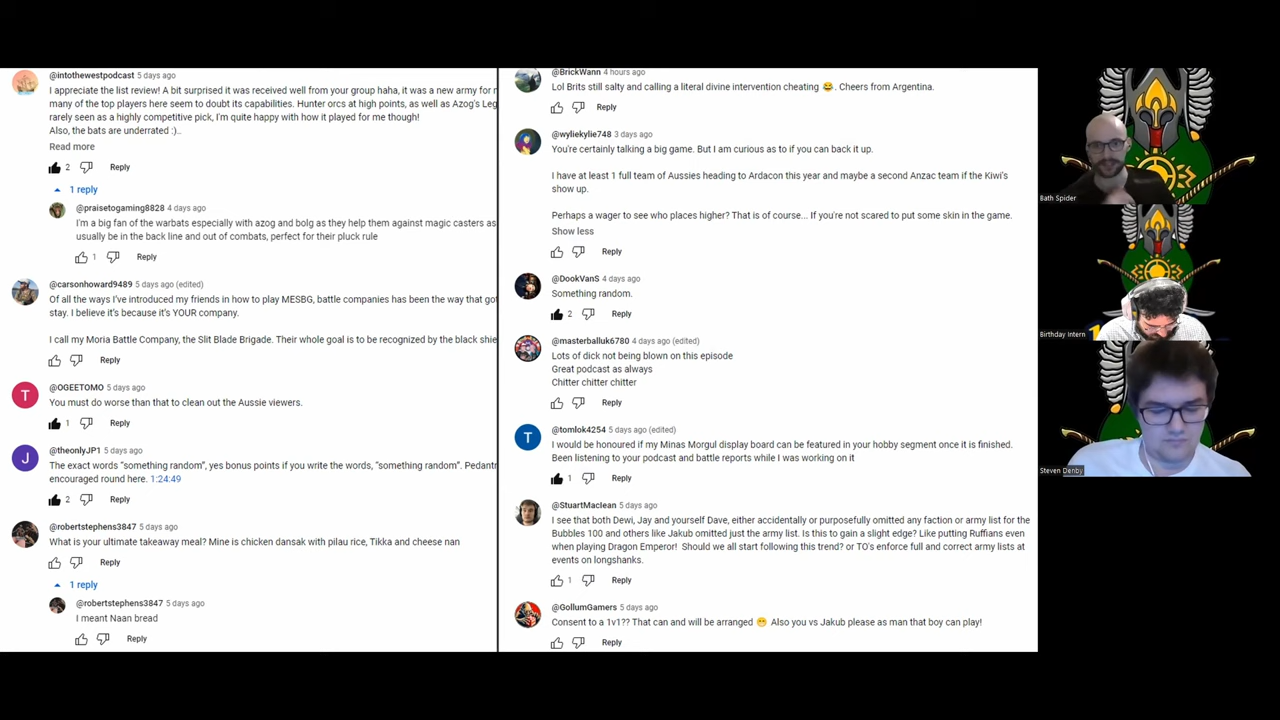 @intothewestpodcast 5 days ago
I appreciate the list review! A bit surprised it was received well from your group haha, it was a new army for
many of the top players here seem to doubt its capabilities. Hunter orcs at high points, as well as Azog's Leg
rarely seen as a highly competitive pick, I'm quite happy with how it played for me though!
Also, the bats are underrated :)..
Read more
2 Reply
1 reply
@praisetogaming8828 4 days ago
I'm a big fan of the warbats especially with azog and bolg as they help them against magic casters as
usually be in the back line and out of combats, perfect for their pluck rule
1 Reply
@carsonhoward9489 5 days ago (edited)
Of all the ways I've introduced my friends in how to play MESBG, battle companies has been the way that got
stay. I believe it's because it's YOUR company.
I call my Moria Battle Company, the Slit Blade Brigade. Their whole goal is to be recognized by the black shie
Reply
T
@OGEETOMO 5 days ago
You must do worse than that to clean out the Aussie viewers.
1 Reply
J
@theonlyJP1 5 days ago
The exact words "something random", yes bonus points if you write the words, "something random". Pedantr
encouraged round here. 1:24:49
2 Reply
@robertstephens3847 5 days ago
What is your ultimate takeaway meal? Mine is chicken dansak with pilau rice, Tikka and cheese nan
Reply
1 reply
@robertstephens3847 5 days ago
I meant Naan bread
Reply
@BrickWann 4 hours ago
Lol Brits still salty and calling a literal divine intervention cheating 😂. Cheers from Argentina.
Reply
@wyliekylie748 3 days ago
You're certainly talking a big game. But I am curious as to if you can back it up.
I have at least 1 full team of Aussies heading to Ardacon this year and maybe a second Anzac team if the Kiwi's
show up.
Perhaps a wager to see who places higher? That is of course... If you're not scared to put some skin in the game.
Show less
Reply
@DookVanS 4 days ago
Something random.
2 Reply
@masterballuk6780 4 days ago (edited)
Lots of dick not being blown on this episode
Great podcast as always
Chitter chitter chitter
Reply
T
@tomlok4254 5 days ago (edited)
I would be honoured if my Minas Morgul display board can be featured in your hobby segment once it is finished.
Been listening to your podcast and battle reports while I was working on it
1 Reply
@StuartMaclean 5 days ago
I see that both Dewi, Jay and yourself Dave, either accidentally or purposefully omitted any faction or army list for the
Bubbles 100 and others like Jakub omitted just the army list. Is this to gain a slight edge? Like putting Ruffians even
when playing Dragon Emperor! Should we all start following this trend? or TO's enforce full and correct army lists at
events on longshanks.
1 Reply
@GollumGamers 5 days ago
Consent to a 1v1?? That can and will be arranged 😁 Also you vs Jakub please as man that boy can play!
Reply
Bath Spider
Birthday Intern
Steven Denby